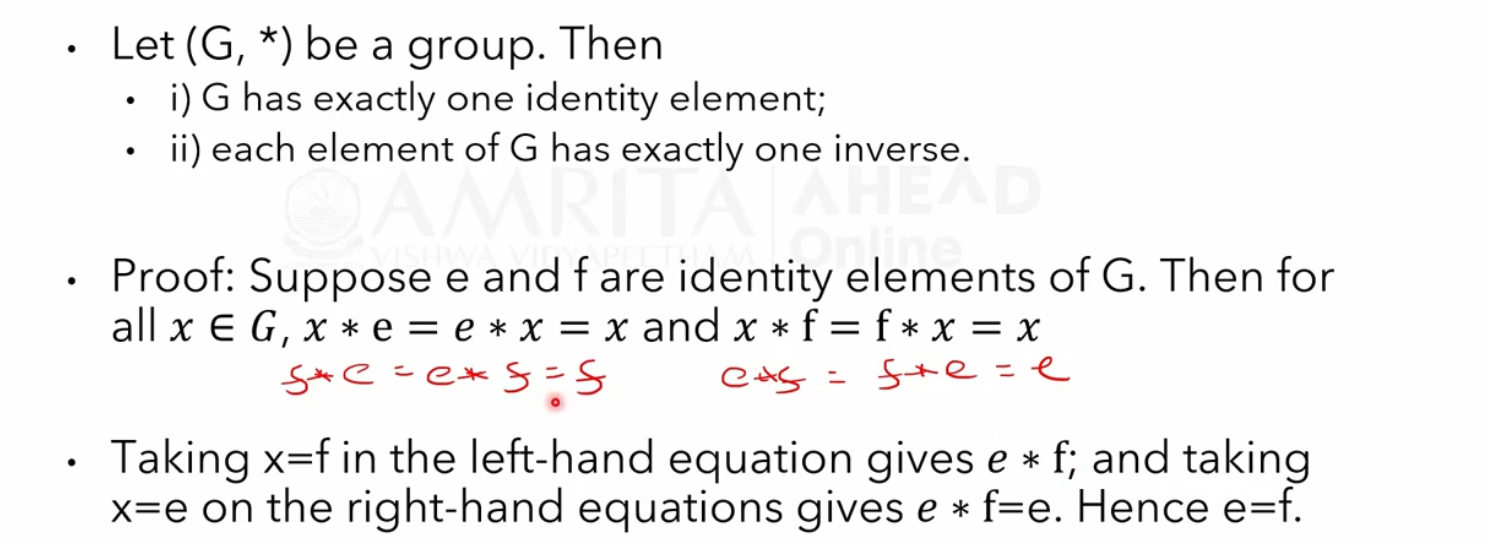 • Let (G, *) be a group. Then
• i) G has exactly one identity element;
• ii) each element of G has exactly one inverse.
AMRITA AHEAD
VISHWA VIDYAPEETHAM Online
• Proof: Suppose e and f are identity elements of G. Then for
all x ∈ G, x * e = e * x = x and x * f = f * x = x
f*e = e*f = f e*f = f*e = e
• Taking x=f in the left-hand equation gives e * f; and taking
x=e on the right-hand equations gives e * f=e. Hence e=f.